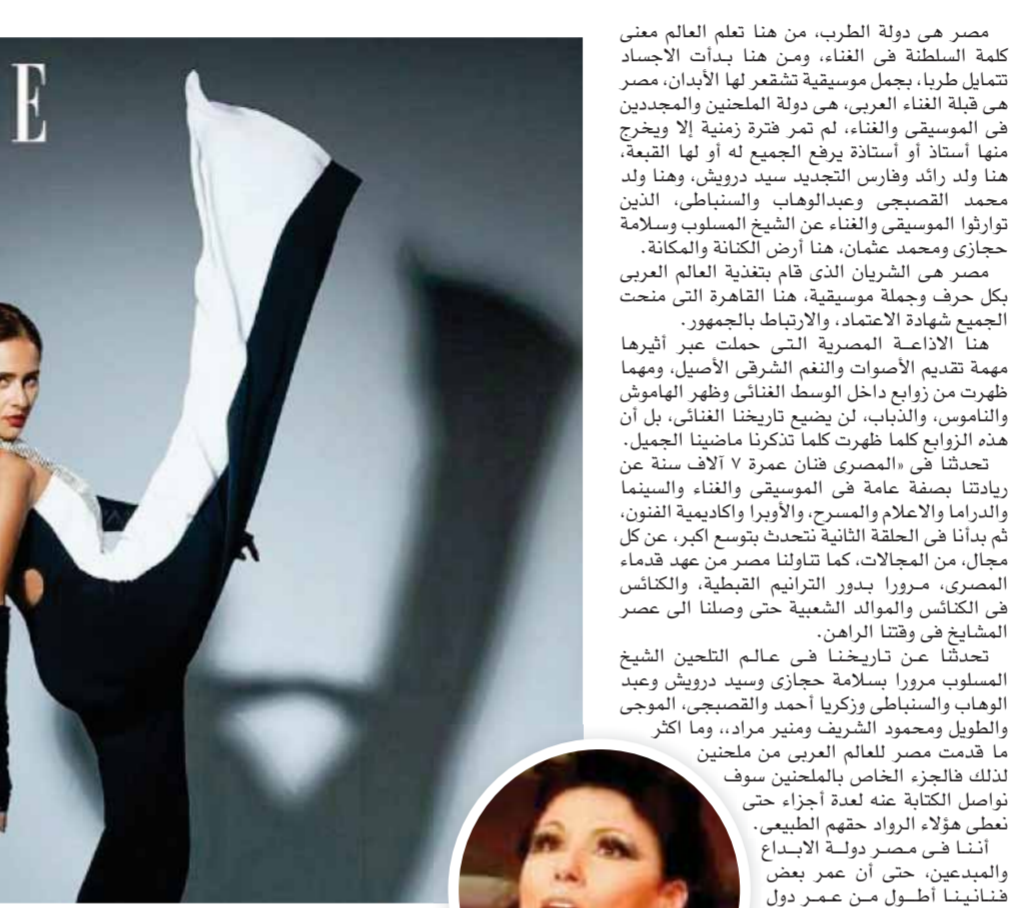 E
مصر هى دولة الطرب، من هنا تعلم العالم معنى
كلمة السلطنة فى الغناء، ومن هنا بدأت الاجساد
تتمايل طربا، بجمل موسيقية تشقعر لها الأبدان، مصر
هى قبلة الغناء العربى، هى دولة الملحنين والمجددين
فى الموسيقى والغناء، لم تمر فترة زمنية إلا ويخرج
منها أستاذ أو أستاذة يرفع الجميع له أو لها القبعة،
هنا ولد رائد وفارس التجديد سيد درويش، وهنا ولد
محمد القصبجى وعبدالوهاب والسنباطى، الذين
توارثوا الموسيقى والغناء عن الشيخ المسلوب وسلامة
حجازى ومحمد عثمان، هنا أرض الكنانة والمكانة.
مصر هى الشريان الذى قام بتغذية العالم العربى
بكل حرف وجملة موسيقية، هنا القاهرة التى منحت
الجميع شهادة الاعتماد، والارتباط بالجمهور.
هنا الاذاعة المصرية التى حملت عبر أثيرها
مهمة تقديم الأصوات والنغم الشرقى الأصيل، ومهما
ظهرت من زوابع داخل الوسط الغنائى وظهر الهاموش
والناموس، والذباب، لن يضيع تاريخنا الغنائى، بل أن
هذه الزوابع كلما ظهرت كلما تذكرنا ماضينا الجميل.
تحدثنا فى «المصرى فنان عمرة ٧ آلاف سنة عن
ريادتنا بصفة عامة فى الموسيقى والغناء والسينما
والدراما والاعلام والمسرح، والأوبرا واكاديمية الفنون،
ثم بدأنا فى الحلقة الثانية نتحدث بتوسع اكبر، عن كل
مجال، من المجالات، كما تناولنا مصر من عهد قدماء
المصرى، مرورا بدور الترانيم القبطية، والكنائس
فى الكنائس والموالد الشعبية حتى وصلنا الى عصر
المشايخ فى وقتنا الراهن.
تحدثنا عن تاريخنا فى عالم التلحين الشيخ
المسلوب مرورا بسلامة حجازى وسيد درويش وعبد
الوهاب والسنباطى وزكريا أحمد والقصبجى، الموجى
والطويل ومحمود الشريف ومنير مراد،، وما اكثر
ما قدمت مصر للعالم العربى من ملحنين
لذلك فالجزء الخاص بالملحنين سوف
نواصل الكتابة عنه لعدة أجزاء حتى
نعطى هؤلاء الرواد حقهم الطبيعى.
أننا فى مصر دولة الابداع
والمبدعين، حتى أن عمر بعض
فنانينا أطول من عمر دول